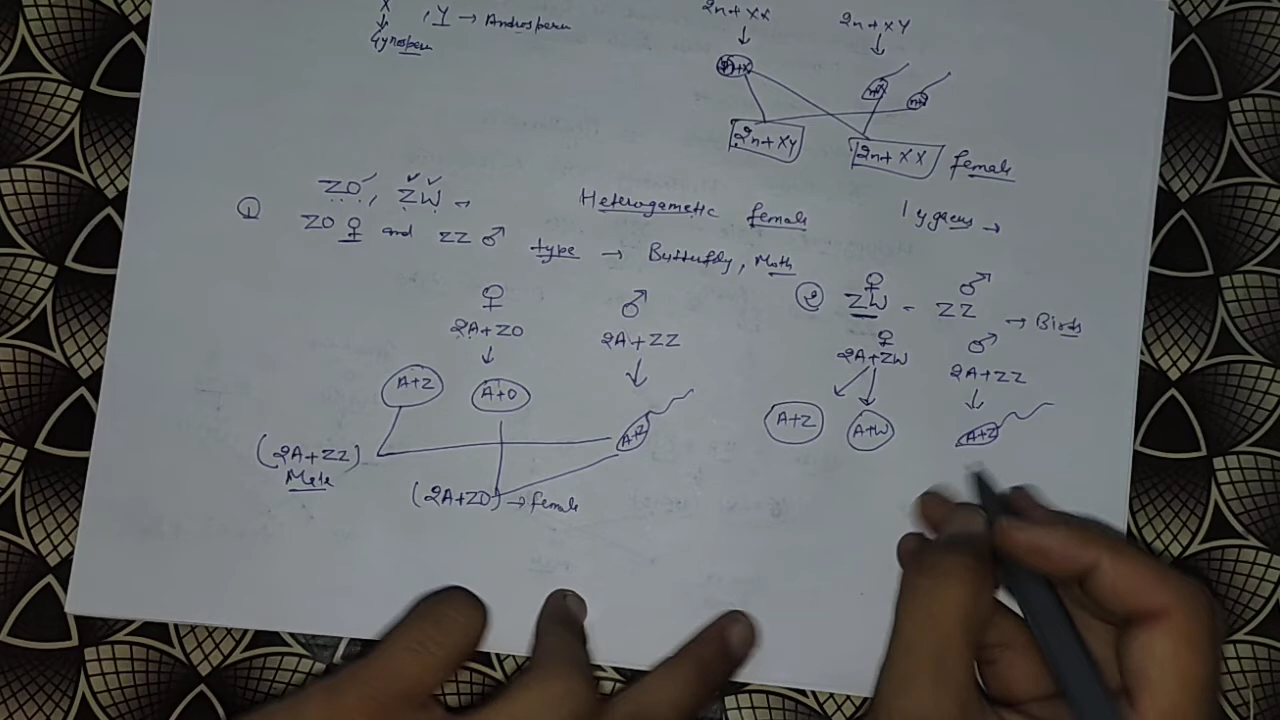 X , Y → Androsperm
↓
Gynosperm
2n+XX 2n+XY
↓ ↓
n+X n+X
2n+XY 2n+XX female
ZO, ZW → Heterogametic female
① ZO ♀ and ZZ ♂ type → Butterfly, Moth
♀ ♂
2A+ZO 2A+ZZ
↓ ↓
A+Z A+O A+Z
(2A+ZZ)
Male
(2A+ZO) → female
② ♀ ♂
ZW - ZZ → Birds
♀ ♂
2A+ZW 2A+ZZ
↓
A+Z A+W A+Z